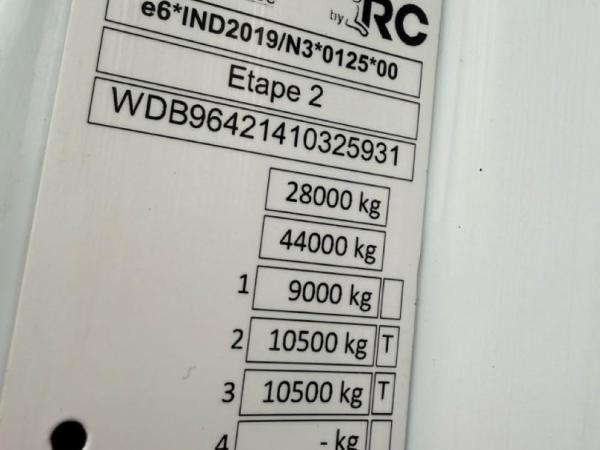 by RC
e6*IND2019/N3*0125*00
Etape 2
WDB96421410325931
28000 kg
44000 kg
1 9000 kg
2 10500 kg T
3 10500 kg T
4 - kg